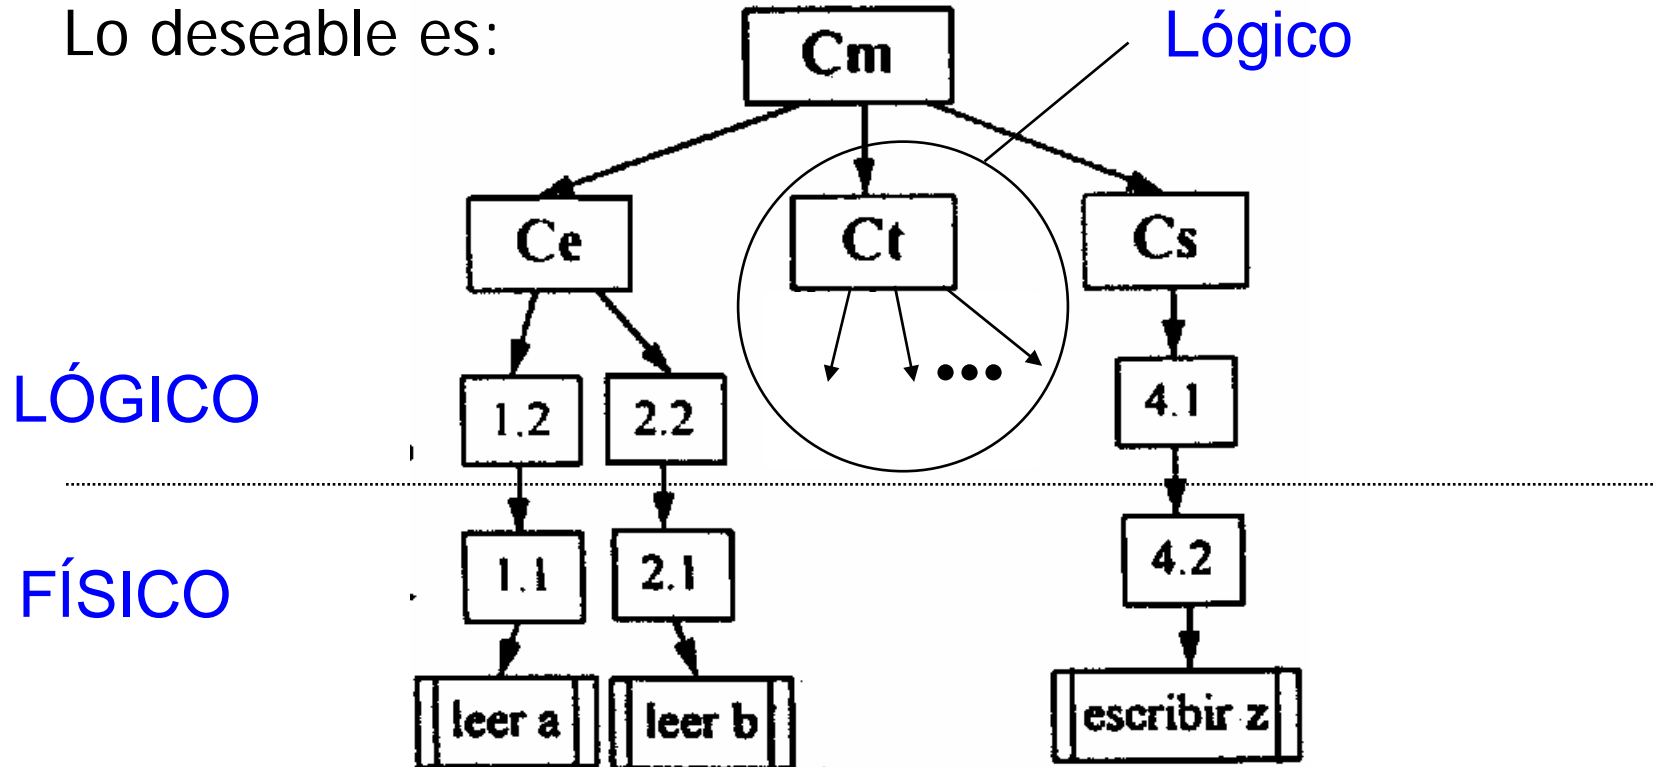 Lo deseable es:
Cm
Lógico
Ce
Ct
Cs
LÓGICO
1.2
2.2
4.1
FÍSICO
1.1
2.1
4.2
leer a
leer b
escribir z